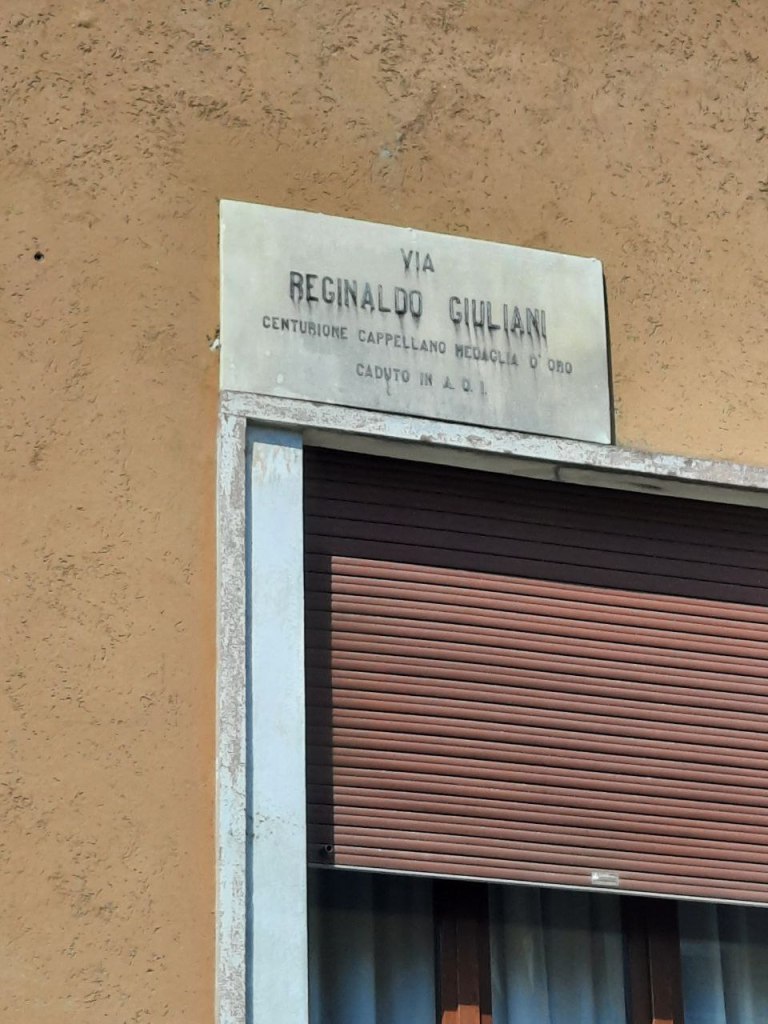 VIA
REGINALDO GIULIANI
CENTURIONE CAPPELLANO MEDAGLIA D'ORO
CADUTO IN A. O. I.